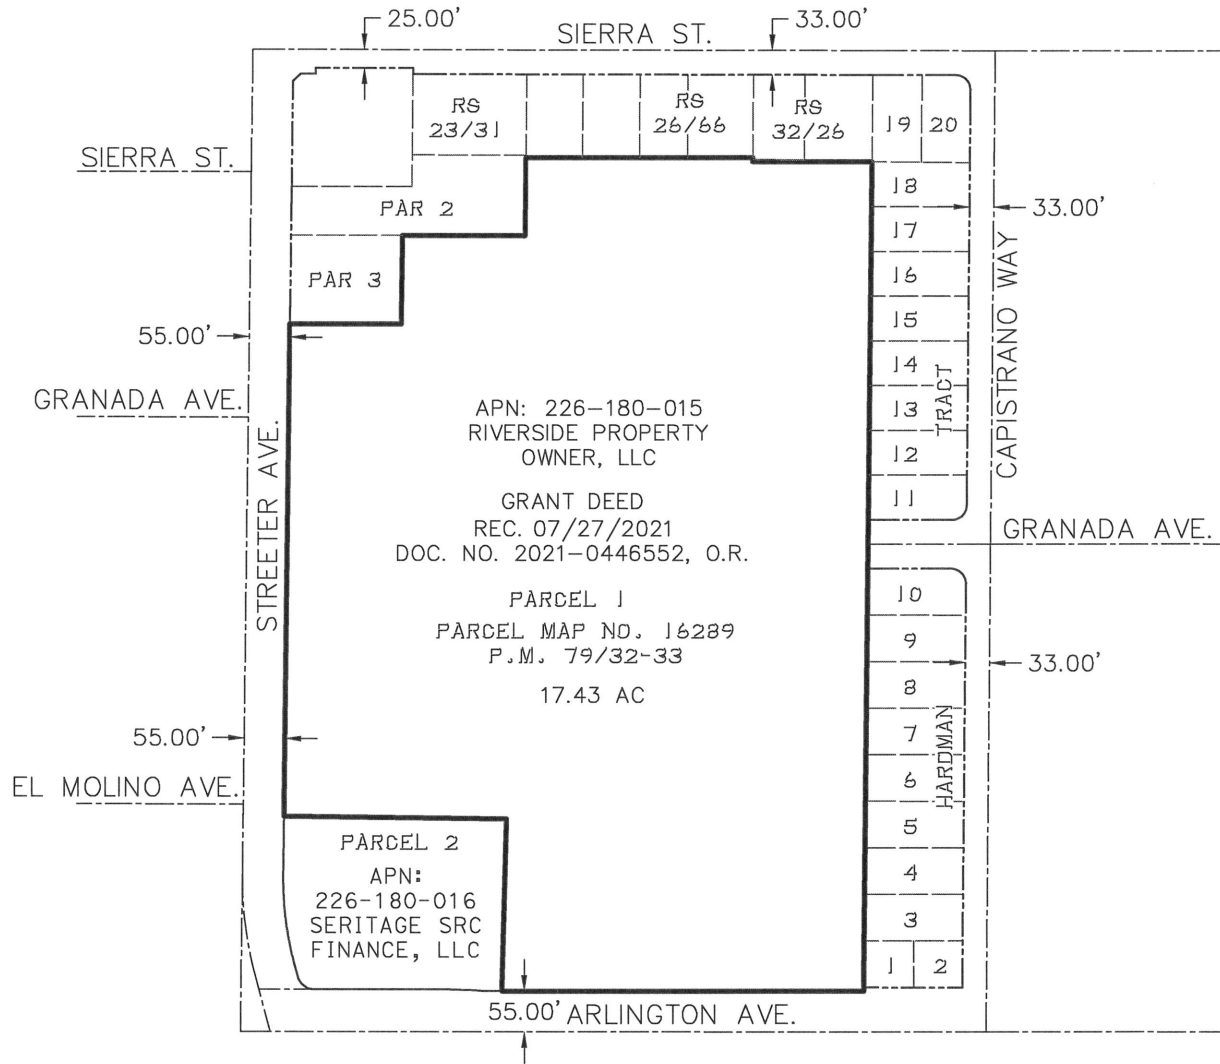 25.00'
33.00'
SIERRA ST.
RS
23/31
RS
26/66
RS
32/26
19
20
SIERRA ST.
18
PAR 2
33.00'
17
16
PAR 3
15
55.00'
14
GRANADA AVE.
13
TRACT
CAPISTRANO WAY
12
11
STREETER AVE.
APN: 226-180-015
RIVERSIDE PROPERTY
OWNER, LLC
GRANT DEED
REC. 07/27/2021
DOC. NO. 2021-0446552, O.R.
GRANADA AVE.
PARCEL 1
PARCEL MAP NO. 16289
P.M. 79/32-33
17.43 AC
10
9
33.00'
8
7
HARDMAN
55.00'
6
EL MOLINO AVE.
5
PARCEL 2
APN:
226-180-016
SERITAGE SRC
FINANCE, LLC
4
3
1
2
55.00'
ARLINGTON AVE.